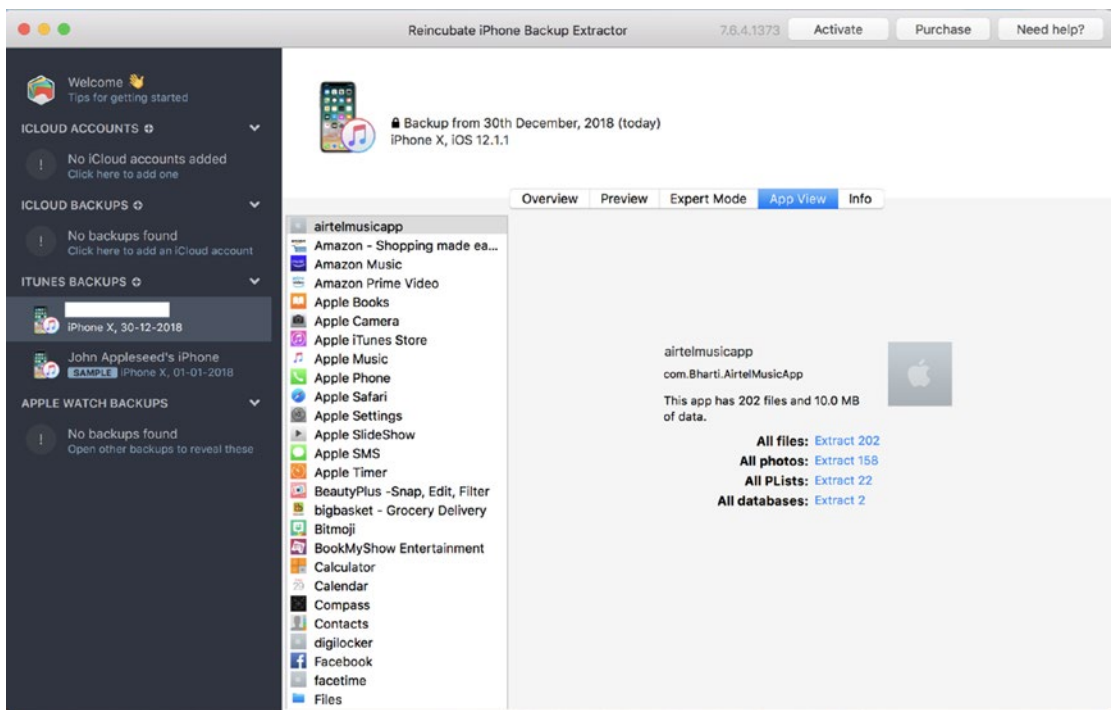 Reincubate iPhone Backup Extractor
7.6.4.1373
Activate
Purchase
Need help?
Welcome 👋
Tips for getting started
ICLOUD ACCOUNTS
No iCloud accounts added
Click here to add one
ICLOUD BACKUPS
No backups found
Click here to add an iCloud account
ITUNES BACKUPS
iPhone X, 30-12-2018
John Appleseed's iPhone
SAMPLE iPhone X, 01-01-2018
APPLE WATCH BACKUPS
No backups found
Open other backups to reveal these
Backup from 30th December, 2018 (today)
iPhone X, iOS 12.1.1
Overview
Preview
Expert Mode
App View
Info
airtelmusicapp
Amazon - Shopping made ea...
Amazon Music
Amazon Prime Video
Apple Books
Apple Camera
Apple iTunes Store
Apple Music
Apple Phone
Apple Safari
Apple Settings
Apple SlideShow
Apple SMS
Apple Timer
BeautyPlus -Snap, Edit, Filter
bigbasket - Grocery Delivery
Bitmoji
BookMyShow Entertainment
Calculator
Calendar
Compass
Contacts
digilocker
Facebook
facetime
Files
airtelmusicapp
com.Bharti.AirtelMusicApp
This app has 202 files and 10.0 MB
of data.
All files: Extract 202
All photos: Extract 158
All PLists: Extract 22
All databases: Extract 2